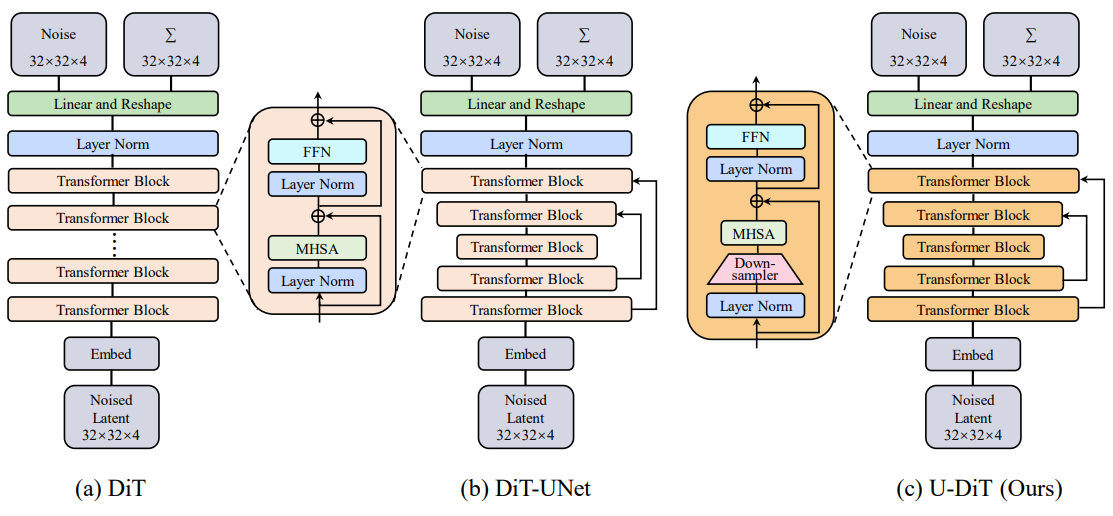 Noise
32×32×4
∑
32×32×4
Linear and Reshape
Layer Norm
Transformer Block
Transformer Block
Transformer Block
Transformer Block
Embed
Noised
Latent
32×32×4
(a) DiT
FFN
Layer Norm
MHSA
Layer Norm
Noise
32×32×4
∑
32×32×4
Linear and Reshape
Layer Norm
Transformer Block
Transformer Block
Transformer Block
Transformer Block
Transformer Block
Embed
Noised
Latent
32×32×4
(b) DiT-UNet
FFN
Layer Norm
MHSA
Down-
sampler
Layer Norm
Noise
32×32×4
∑
32×32×4
Linear and Reshape
Layer Norm
Transformer Block
Transformer Block
Transformer Block
Transformer Block
Transformer Block
Embed
Noised
Latent
32×32×4
(c) U-DiT (Ours)